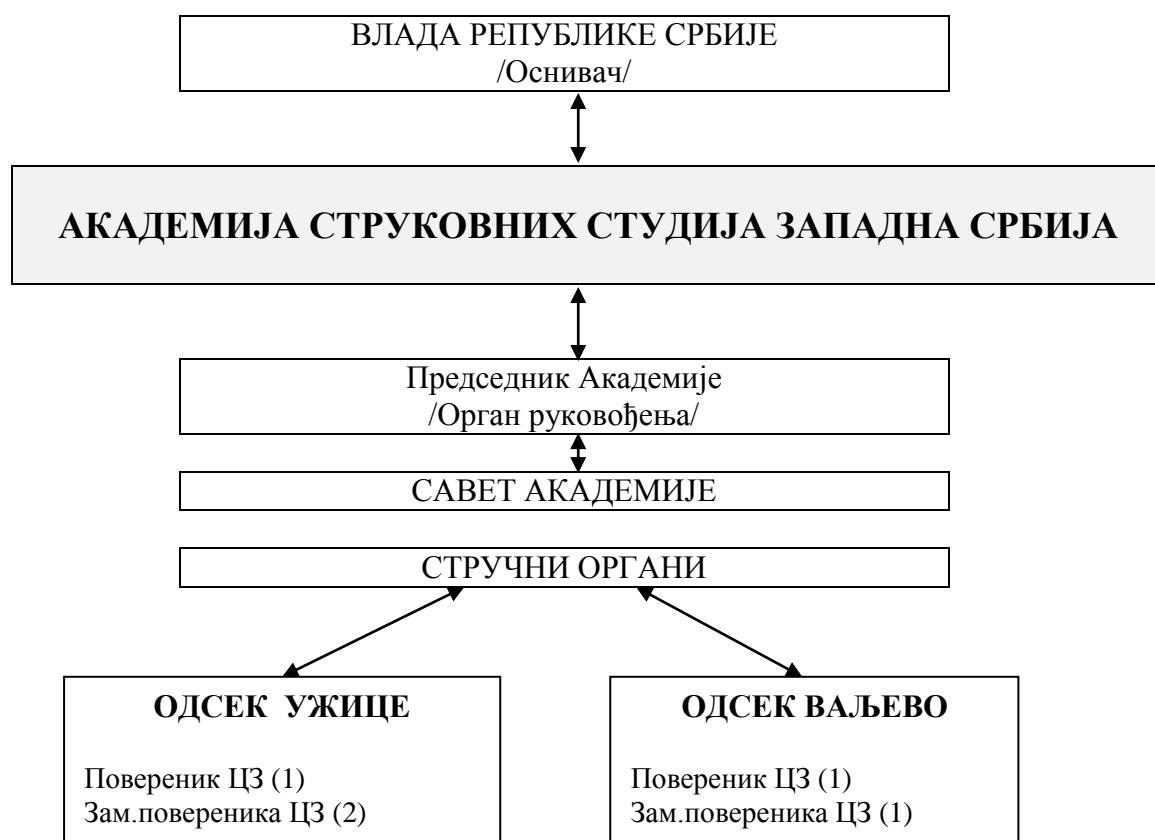 ВЛАДА РЕПУБЛИКЕ СРБИЈЕ
/Оснивач/
АКАДЕМИЈА СТРУКОВНИХ СТУДИЈА ЗАПАДНА СРБИЈА
Председник Академије
/Орган руковођења/
САВЕТ АКАДЕМИЈЕ
СТРУЧНИ ОРГАНИ
ОДСЕК УЖИЦЕ
Повереник ЦЗ (1)
Зам.повереника ЦЗ (2)
ОДСЕК ВАЉЕВО
Повереник ЦЗ (1)
Зам.повереника ЦЗ (1)